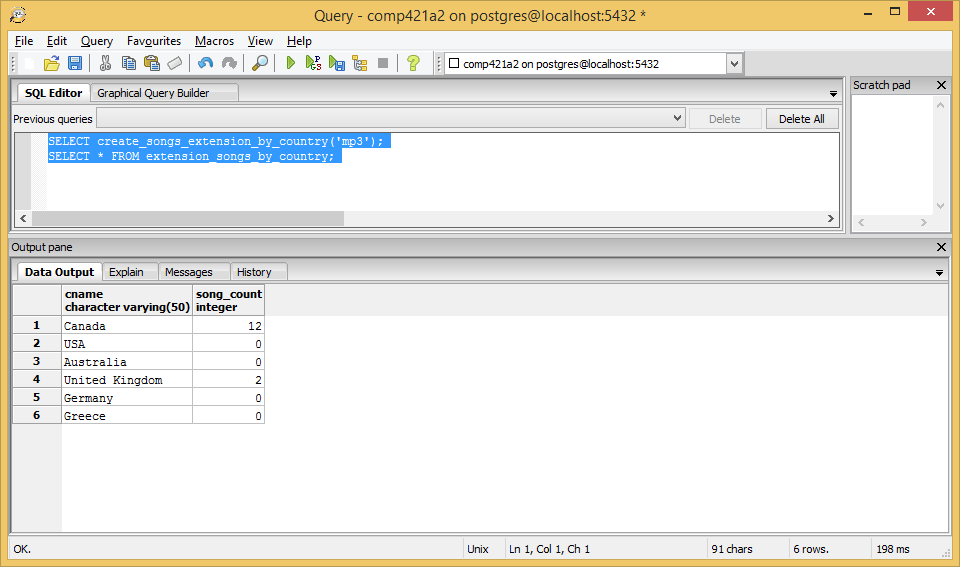 Query - comp421a2 on postgres@localhost:5432 *
File Edit Query Favourites Macros View Help
comp421a2 on postgres@localhost:5432
SQL Editor Graphical Query Builder
Scratch pad
Previous queries Delete Delete All
SELECT create_songs_extension_by_country('mp3');
SELECT * FROM extension_songs_by_country;
Output pane
Data Output Explain Messages History
cname song_count
character varying(50) integer
1 Canada 12
2 USA 0
3 Australia 0
4 United Kingdom 2
5 Germany 0
6 Greece 0
OK. Unix Ln 1, Col 1, Ch 1 91 chars 6 rows. 198 ms